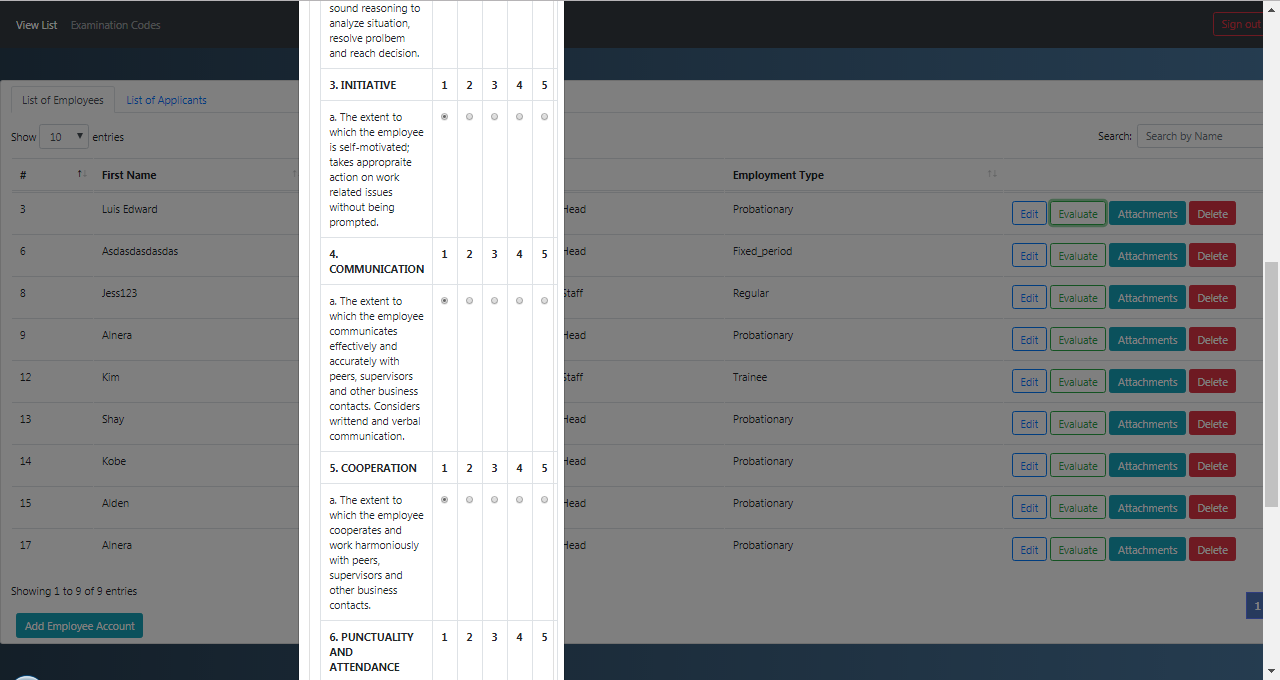 View List Examination Codes Sign out
List of Employees List of Applicants
Show 10 entries Search: Search by Name
# First Name Employment Type
3 Luis Edward Head Probationary Edit Evaluate Attachments Delete
6 Asdasdasdasdas Head Fixed_period Edit Evaluate Attachments Delete
8 Jess123 Staff Regular Edit Evaluate Attachments Delete
9 Alnera Head Probationary Edit Evaluate Attachments Delete
12 Kim Staff Trainee Edit Evaluate Attachments Delete
13 Shay Head Probationary Edit Evaluate Attachments Delete
14 Kobe Head Probationary Edit Evaluate Attachments Delete
15 Alden Head Probationary Edit Evaluate Attachments Delete
17 Alnera Head Probationary Edit Evaluate Attachments Delete
Showing 1 to 9 of 9 entries
1
Add Employee Account
sound reasoning to
analyze situation,
resolve prolbem
and reach decision.
3. INITIATIVE 1 2 3 4 5
a. The extent to
which the employee
is self-motivated;
takes appropraite
action on work
related issues
without being
prompted.
4.
COMMUNICATION 1 2 3 4 5
a. The extent to
which the employee
communicates
effectively and
accurately with
peers, supervisors
and other business
contacts. Considers
writtend and verbal
communication.
5. COOPERATION 1 2 3 4 5
a. The extent to
which the employee
cooperates and
work harmoniously
with peers,
supervisors and
other business
contacts.
6. PUNCTUALITY 1 2 3 4 5
AND
ATTENDANCE